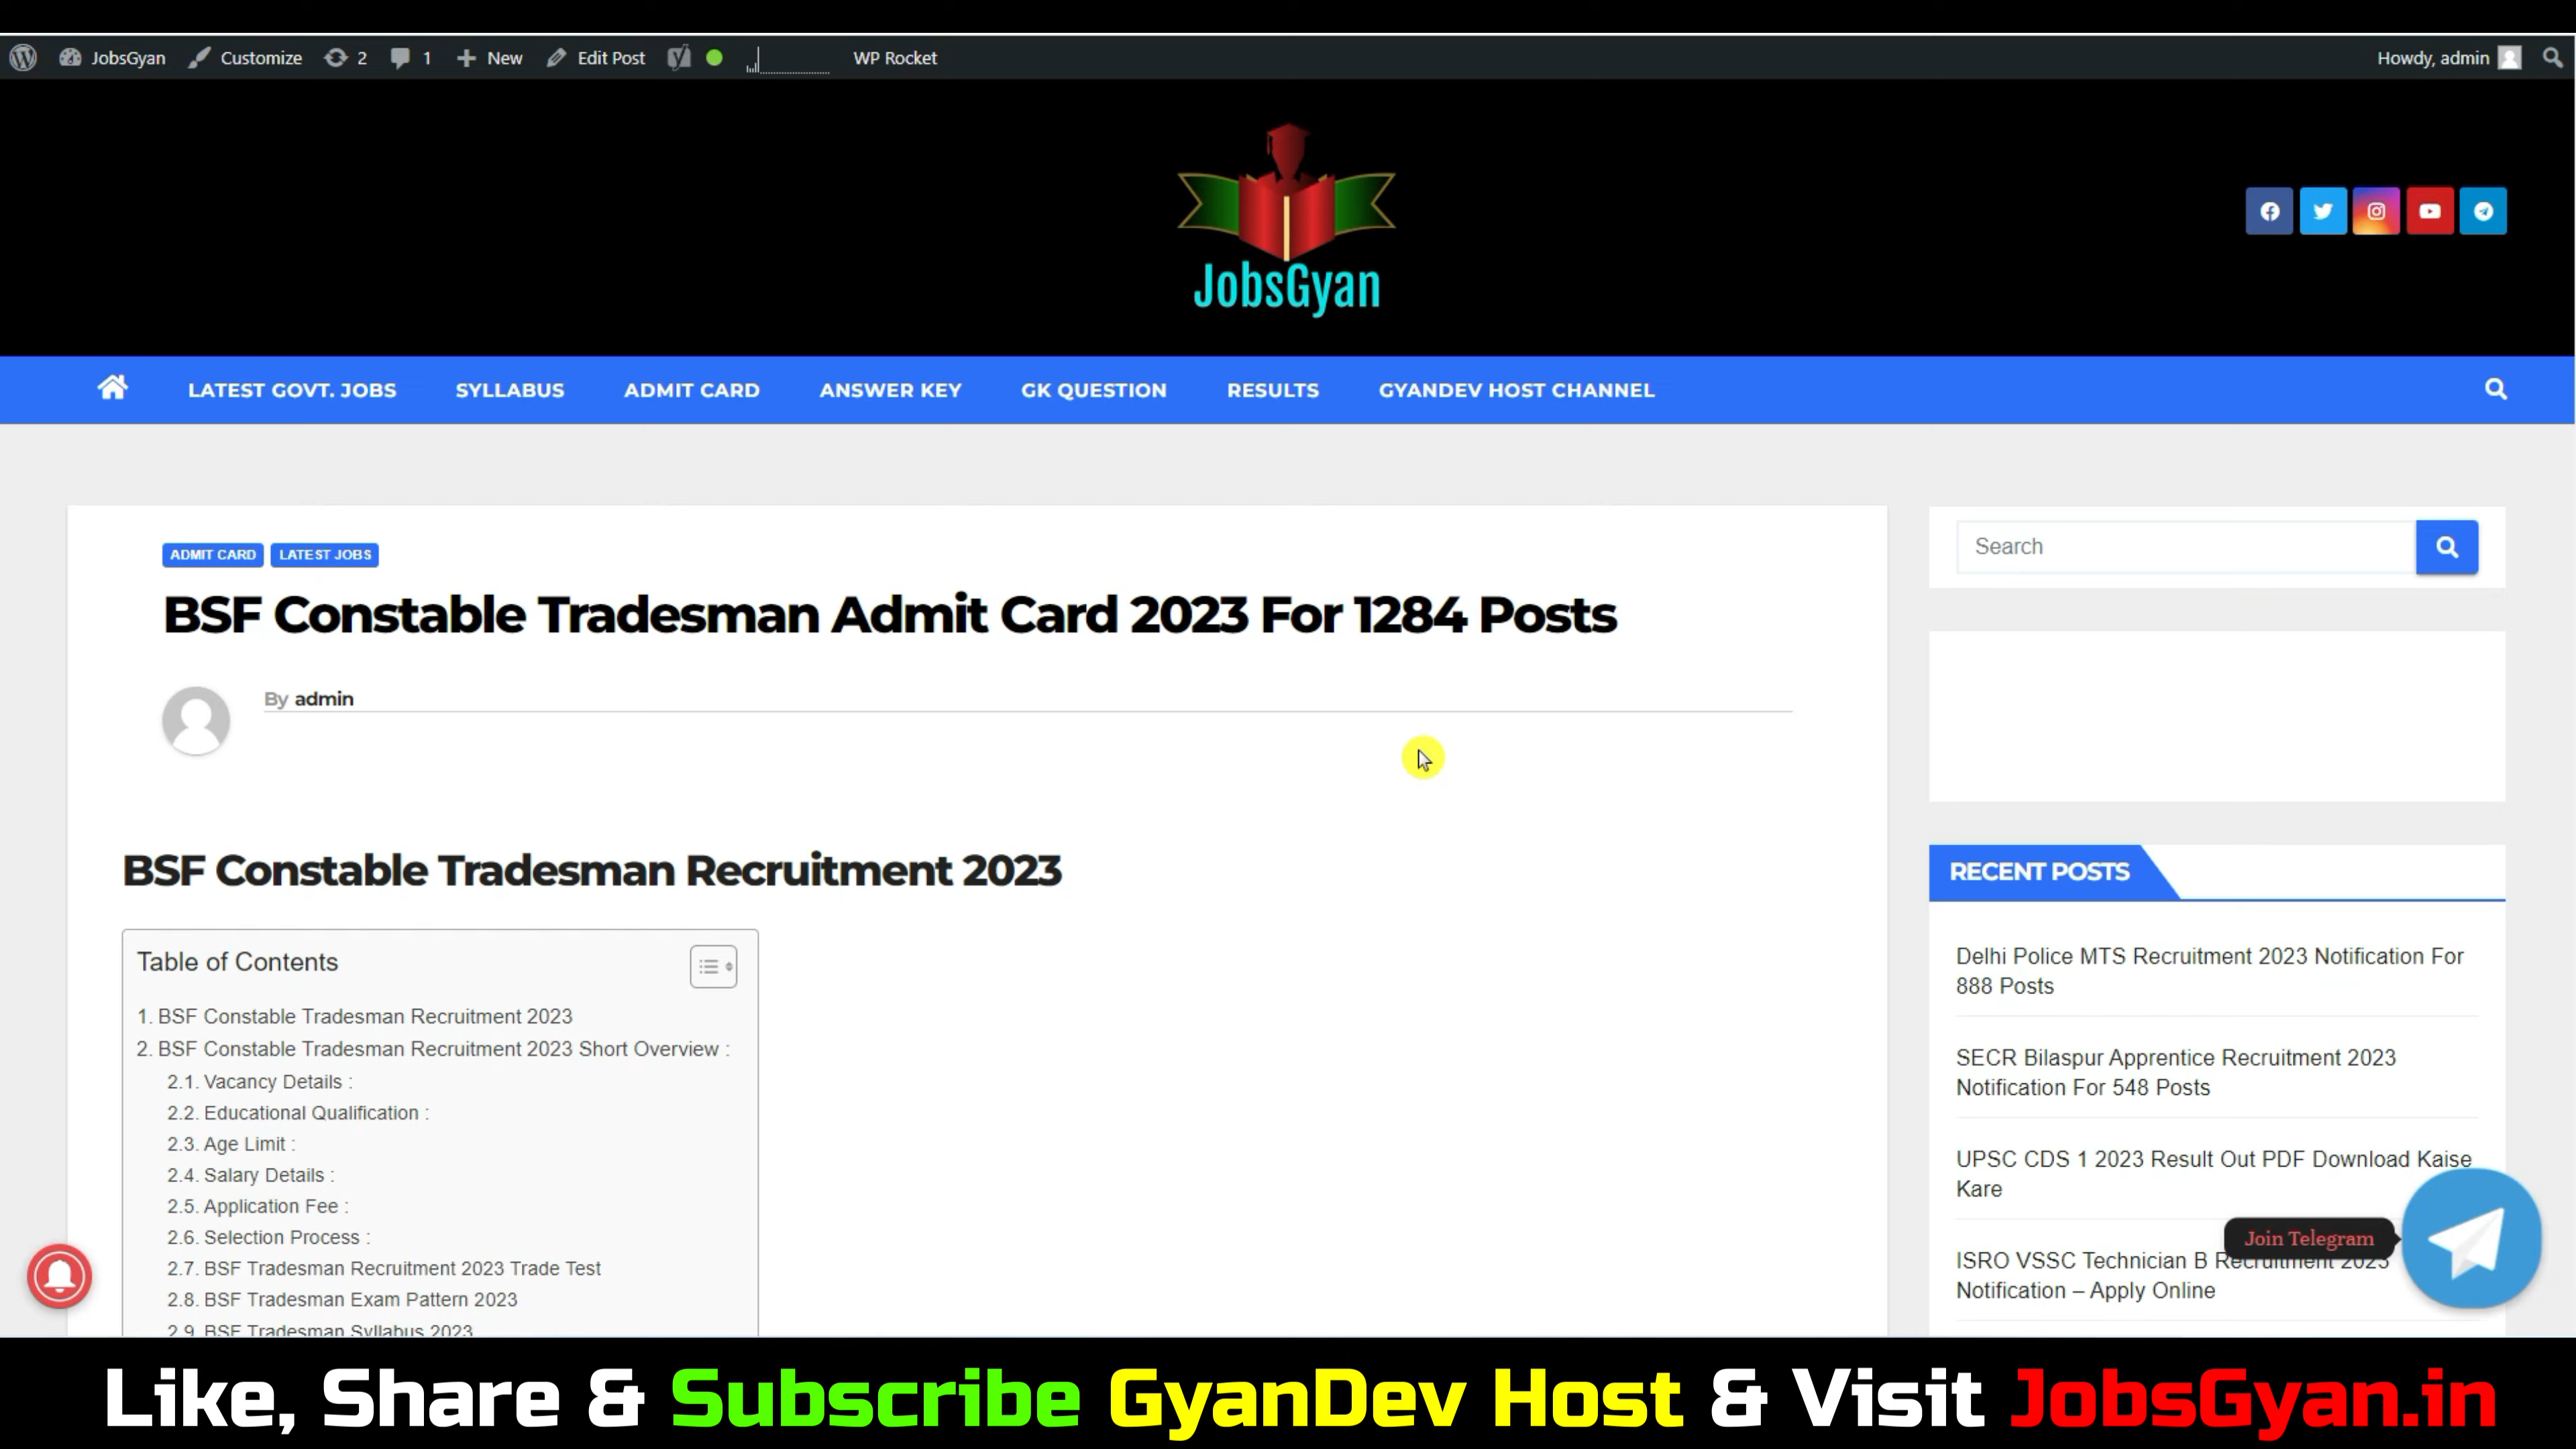 JobsGyan Customize 2 1 New Edit Post WP Rocket Howdy, admin
JobsGyan
LATEST GOVT. JOBS SYLLABUS ADMIT CARD ANSWER KEY GK QUESTION RESULTS GYANDEV HOST CHANNEL
ADMIT CARD LATEST JOBS
BSF Constable Tradesman Admit Card 2023 For 1284 Posts
By admin
BSF Constable Tradesman Recruitment 2023
Table of Contents
1. BSF Constable Tradesman Recruitment 2023
2. BSF Constable Tradesman Recruitment 2023 Short Overview :
2.1. Vacancy Details :
2.2. Educational Qualification :
2.3. Age Limit :
2.4. Salary Details :
2.5. Application Fee :
2.6. Selection Process :
2.7. BSF Tradesman Recruitment 2023 Trade Test
2.8. BSF Tradesman Exam Pattern 2023
2.9. BSF Tradesman Syllabus 2023
Search
RECENT POSTS
Delhi Police MTS Recruitment 2023 Notification For
888 Posts
SECR Bilaspur Apprentice Recruitment 2023
Notification For 548 Posts
UPSC CDS 1 2023 Result Out PDF Download Kaise
Kare
Join Telegram
ISRO VSSC Technician B Recruitment 2023
Notification – Apply Online
Like, Share & Subscribe GyanDev Host & Visit JobsGyan.in